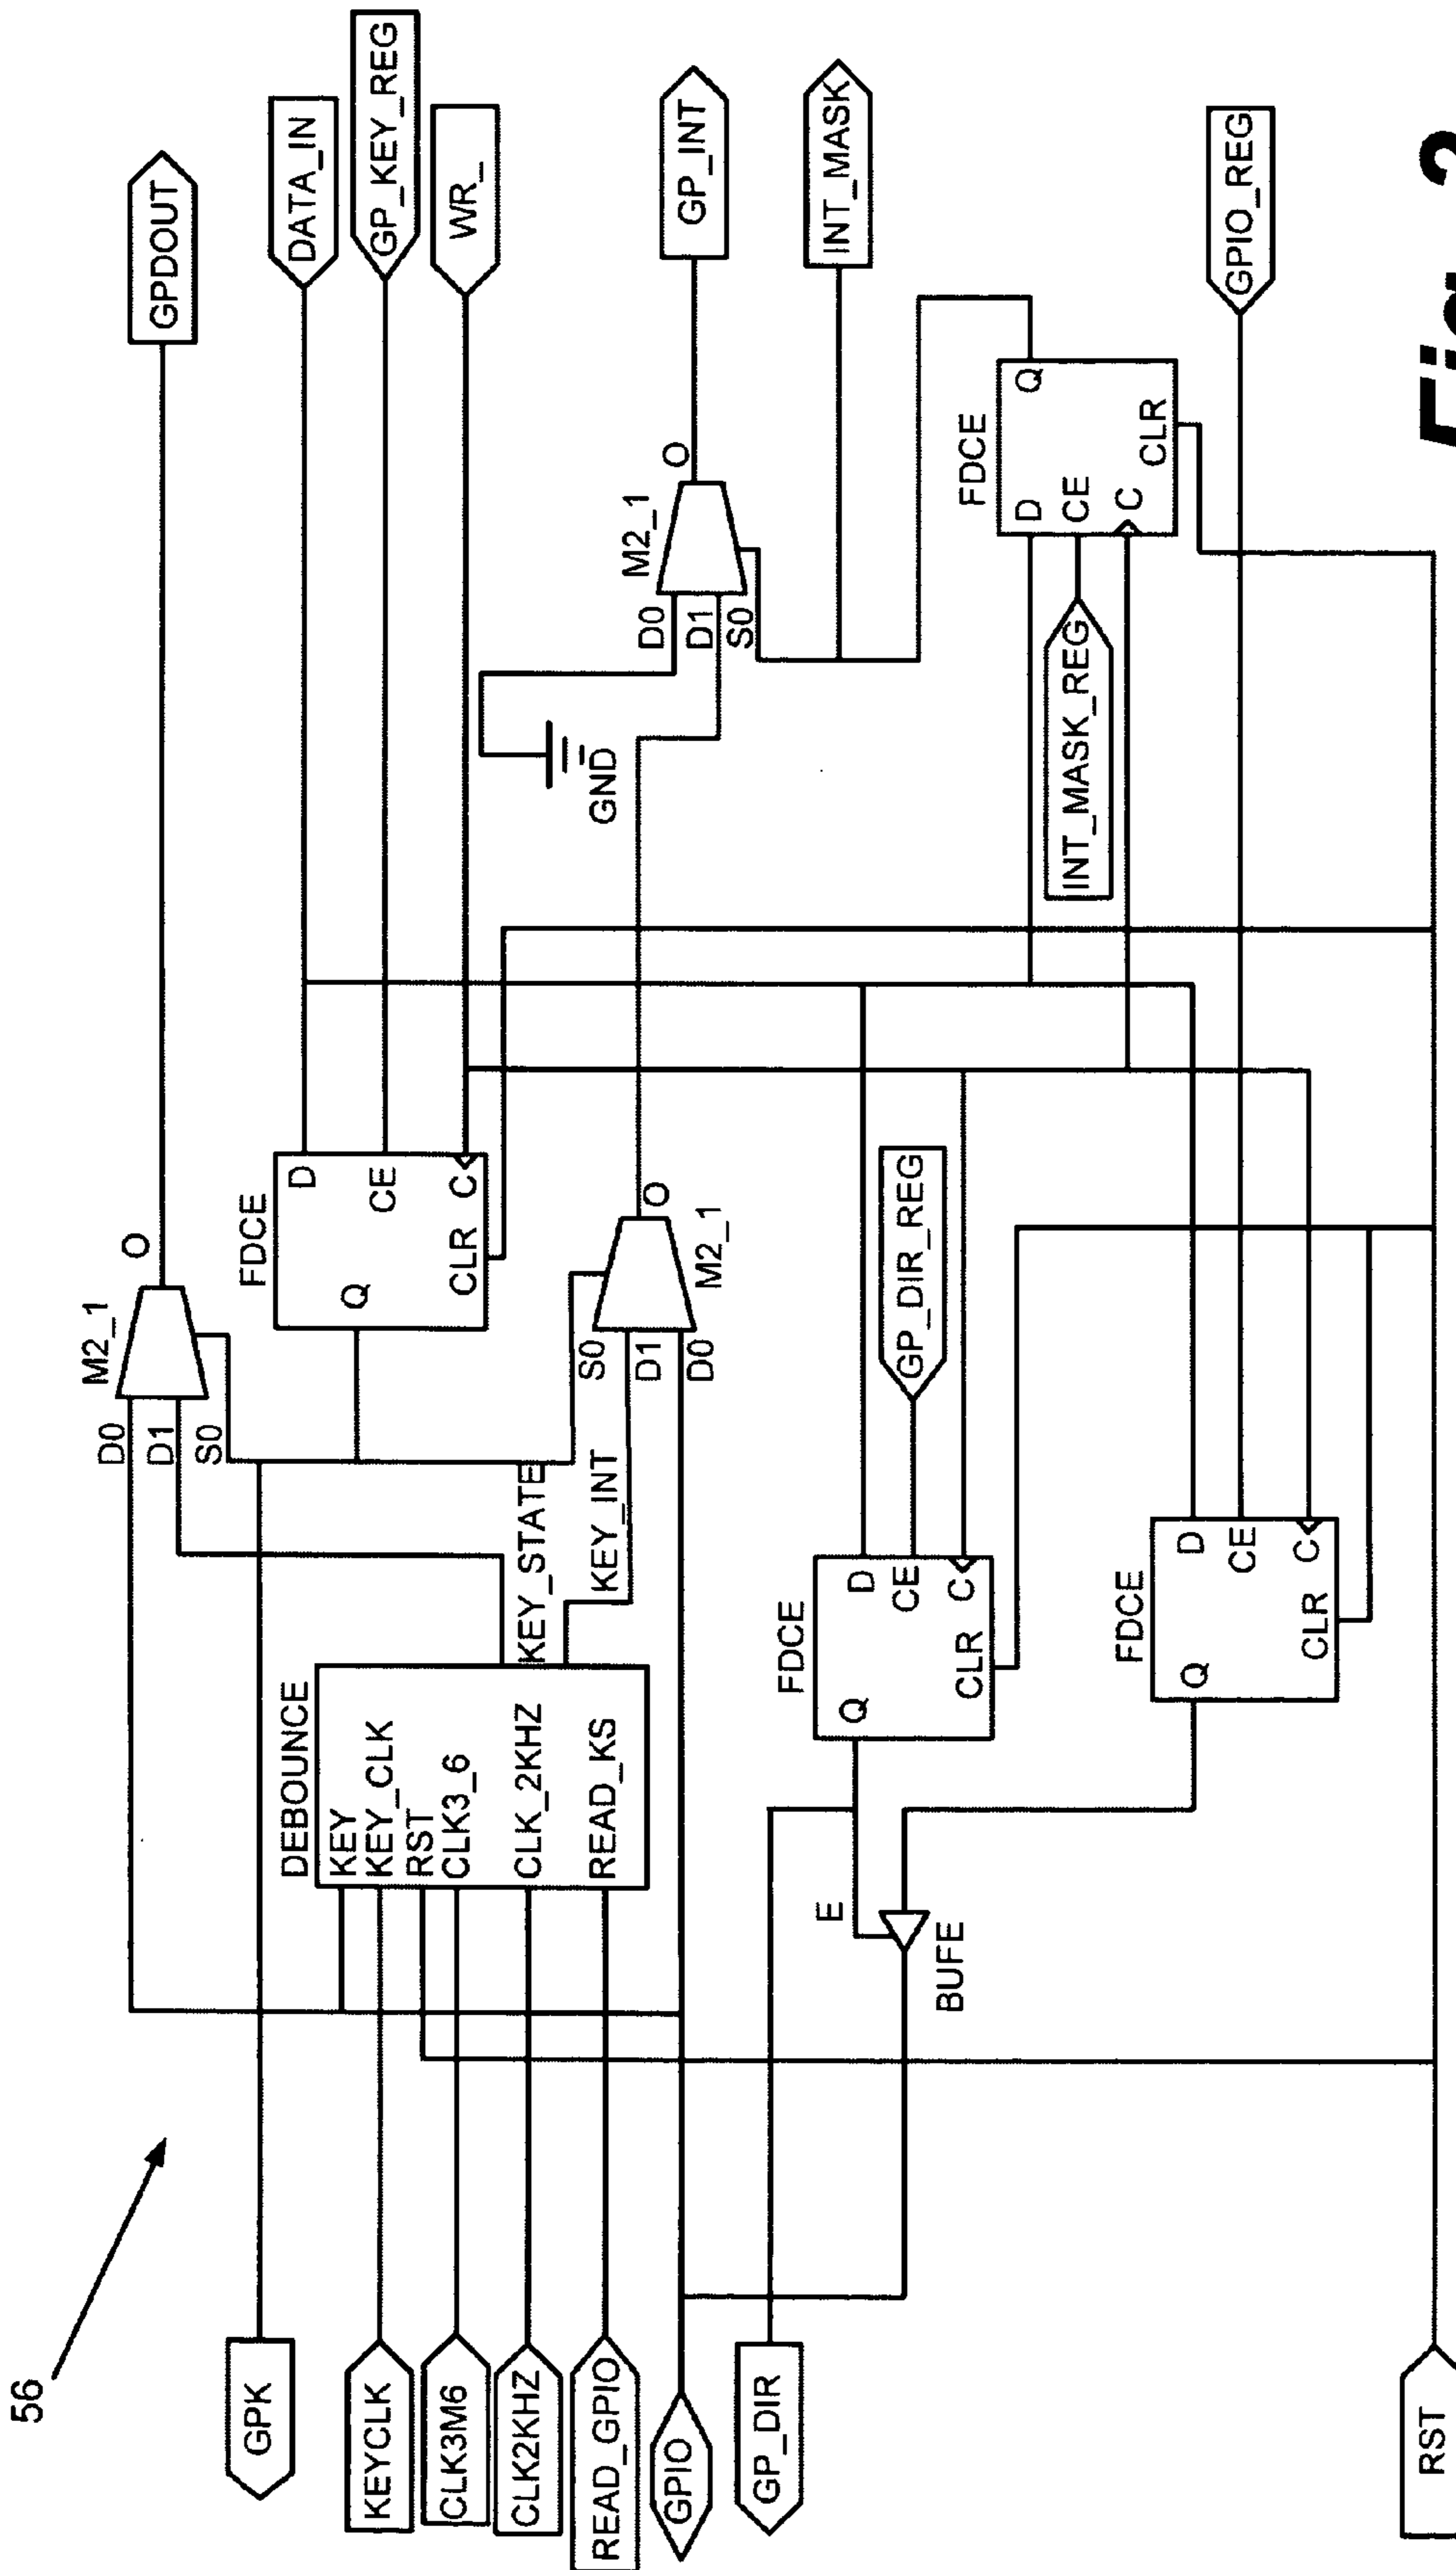 56
GPK
KEYCLK
CLK3M6
CLK2KHZ
READ_GPIO
GPIO
GP_DIR
RST
DEBOUNCE
KEY
KEY_CLK
RST
CLK3_6
CLK_2KHZ
READ_KS
KEY_STATE
KEY_INT
M2_1
D0
D1
S0
O
GPDOUT
FDCE
Q
D
CE
C
CLR
DATA_IN
GP_KEY_REG
WR_
S0
D1
D0
M2_1
O
GND
M2_1
D0
D1
S0
O
GP_INT
INT_MASK
E
BUFE
FDCE
Q
D
CE
C
CLR
GP_DIR_REG
FDCE
Q
D
CE
C
CLR
INT_MASK_REG
FDCE
D
CE
C
CLR
Q
GPIO_REG